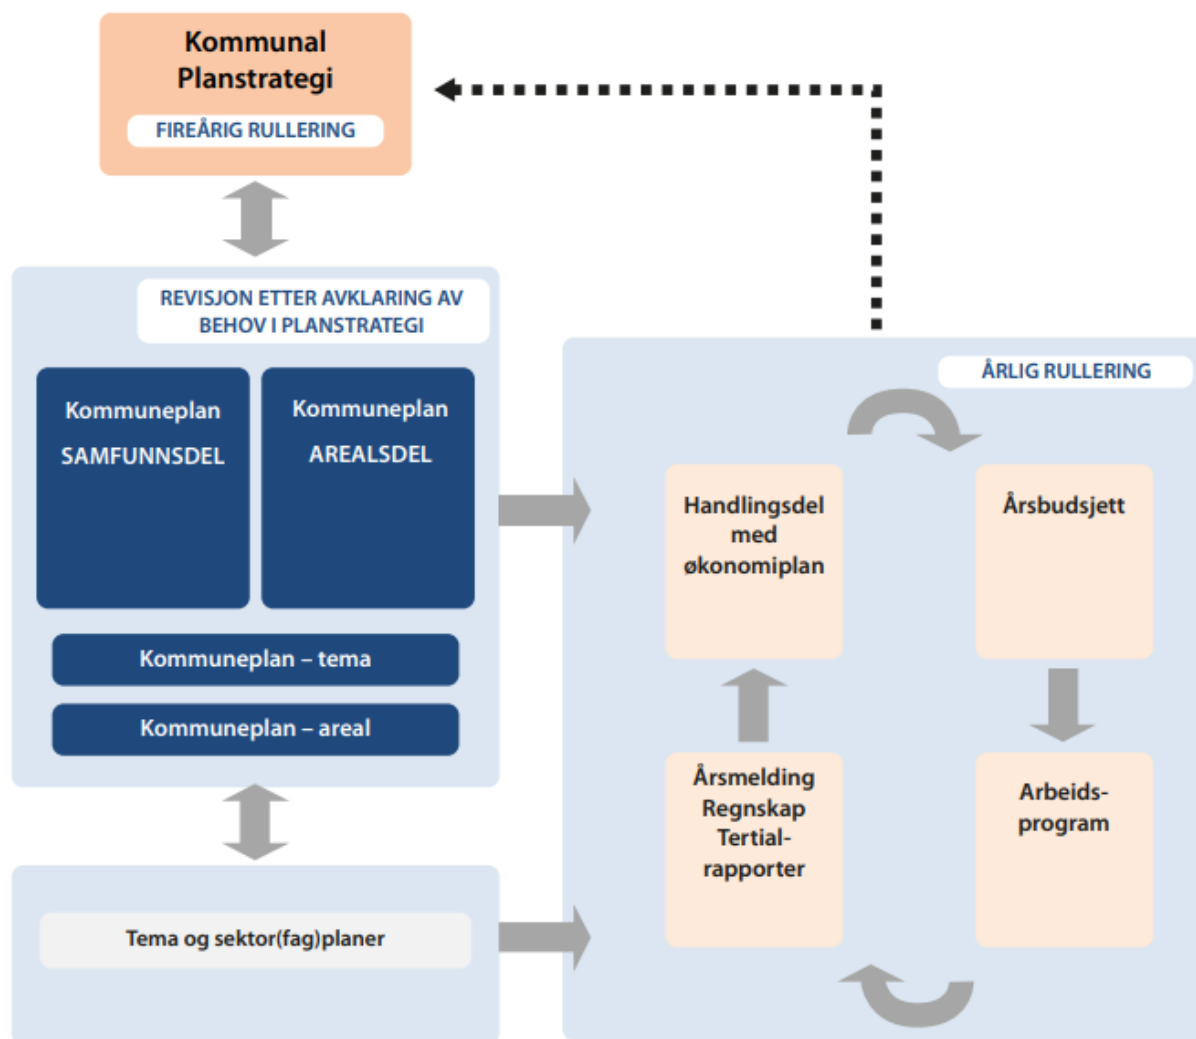 Kommunal
Planstrategi
FIREÅRIG RULLERING
REVISJON ETTER AVKLARING AV
BEHOV I PLANSTRATEGI
Kommuneplan
SAMFUNNSDEL
Kommuneplan
AREALSDEL
Kommuneplan – tema
Kommuneplan – areal
Tema og sektor(fag)planer
ÅRLIG RULLERING
Handlingsdel
med
økonomiplan
Årsbudsjett
Årsmelding
Regnskap
Tertial-
rapporter
Arbeids-
program